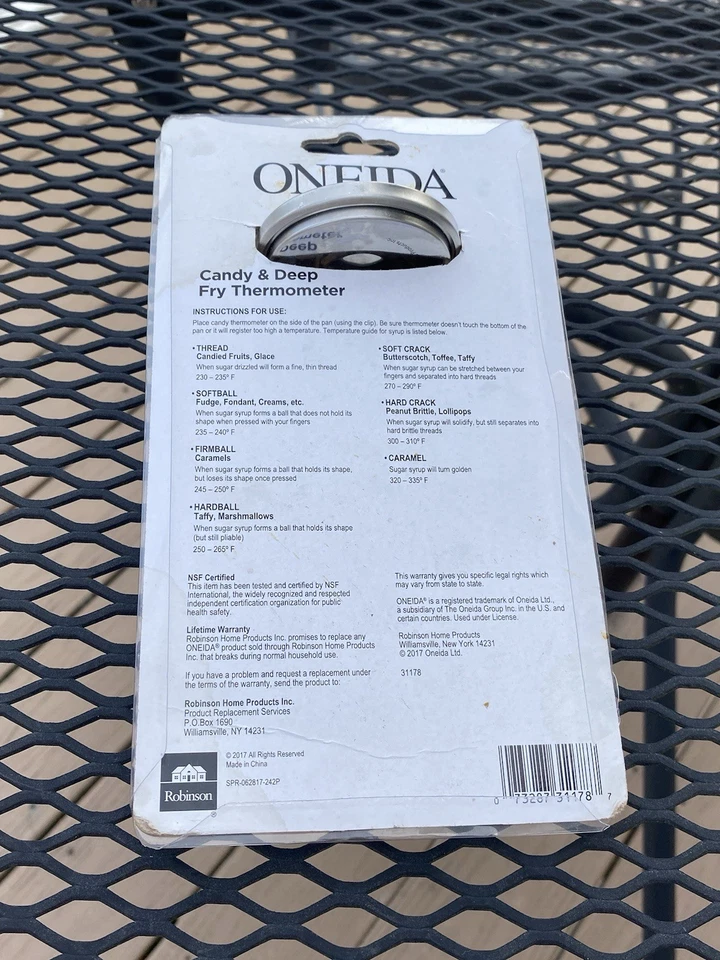 ONEIDA
Candy & Deep
Fry Thermometer
INSTRUCTIONS FOR USE:
Place candy thermometer on the side of the pan (using the clip). Be sure thermometer doesn't touch the bottom of the
pan or it will register too high a temperature. Temperature guide for syrup is listed below.
• THREAD
Candied Fruits, Glace
When sugar drizzled will form a fine, thin thread
230 – 235° F
• SOFTBALL
Fudge, Fondant, Creams, etc.
When sugar syrup forms a ball that does not hold its
shape when pressed with your fingers
235 – 240° F
• FIRMBALL
Caramels
When sugar syrup forms a ball that holds its shape,
but loses its shape once pressed
245 – 250° F
• HARDBALL
Taffy, Marshmallows
When sugar syrup forms a ball that holds its shape
(but still pliable)
250 – 265° F
• SOFT CRACK
Butterscotch, Toffee, Taffy
When sugar syrup can be stretched between your
fingers and separated into hard threads
270 – 290° F
• HARD CRACK
Peanut Brittle, Lollipops
When sugar syrup will solidify, but still separates into
hard brittle threads
300 – 310° F
• CARAMEL
Sugar syrup will turn golden
320 – 335° F
NSF Certified
This item has been tested and certified by NSF
International, the widely recognized and respected
independent certification organization for public
health safety.
Lifetime Warranty
Robinson Home Products Inc. promises to replace any
ONEIDA® product sold through Robinson Home Products
Inc. that breaks during normal household use.
If you have a problem and request a replacement under
the terms of the warranty, send the product to:
Robinson Home Products Inc.
Product Replacement Services
P.O.Box 1690
Williamsville, NY 14231
This warranty gives you specific legal rights which
may vary from state to state.
ONEIDA® is a registered trademark of Oneida Ltd.,
a subsidiary of The Oneida Group Inc. in the U.S. and
certain countries. Used under License.
Robinson Home Products
Williamsville, New York 14231
© 2017 Oneida Ltd.
31178
Robinson®
© 2017 All Rights Reserved
Made in China
SPR-062817-242P
0 73287 31178 7